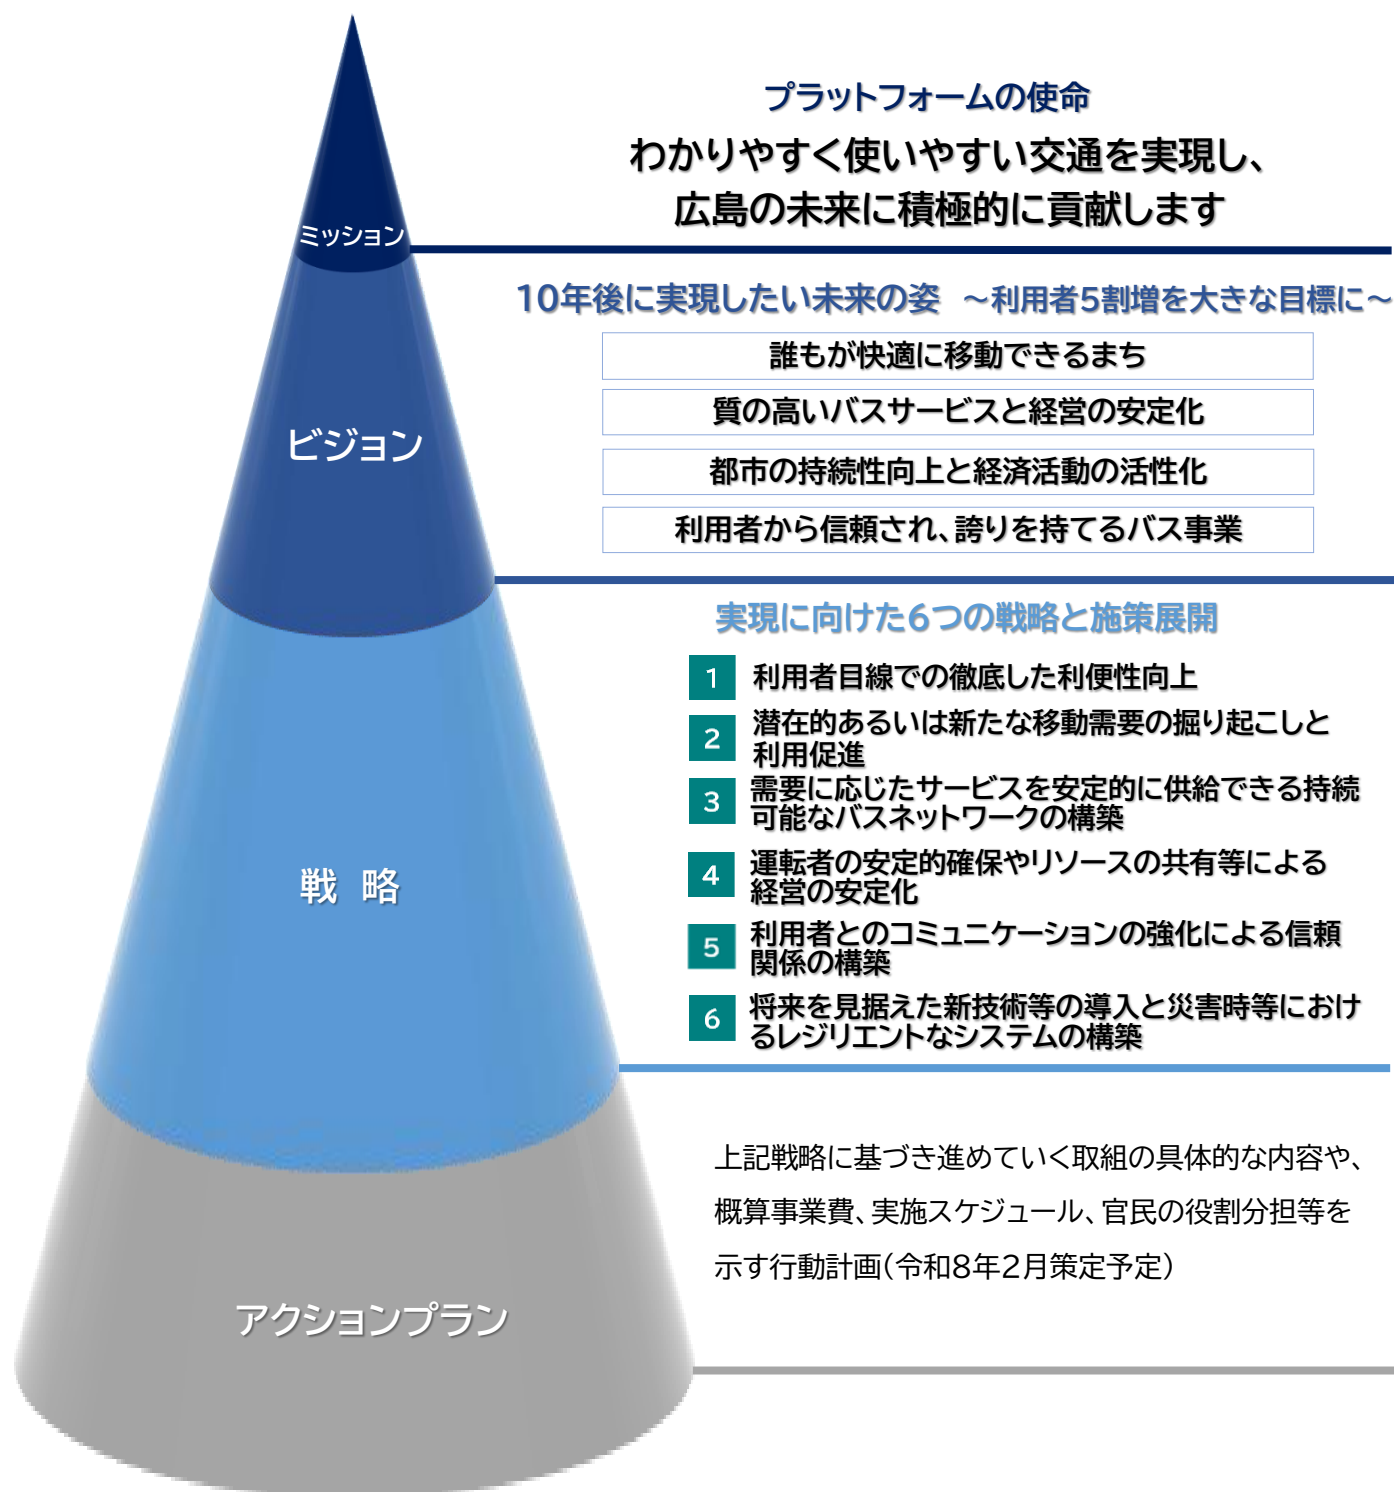 プラットフォームの使命
わかりやすく使いやすい交通を実現し、
広島の未来に積極的に貢献します
ミッション
10年後に実現したい未来の姿　～利用者5割増を大きな目標に～
誰もが快適に移動できるまち
質の高いバスサービスと経営の安定化
ビジョン
都市の持続性向上と経済活動の活性化
利用者から信頼され、誇りを持てるバス事業
実現に向けた6つの戦略と施策展開
1 利用者目線での徹底した利便性向上
2 潜在的あるいは新たな移動需要の掘り起こしと
利用促進
3 需要に応じたサービスを安定的に供給できる持続
可能なバスネットワークの構築
戦　略
4 運転者の安定的確保やリソースの共有等による
経営の安定化
5 利用者とのコミュニケーションの強化による信頼
関係の構築
6 将来を見据えた新技術等の導入と災害時等におけ
るレジリエントなシステムの構築
上記戦略に基づき進めていく取組の具体的な内容や、
概算事業費、実施スケジュール、官民の役割分担等を
示す行動計画（令和8年2月策定予定）
アクションプラン